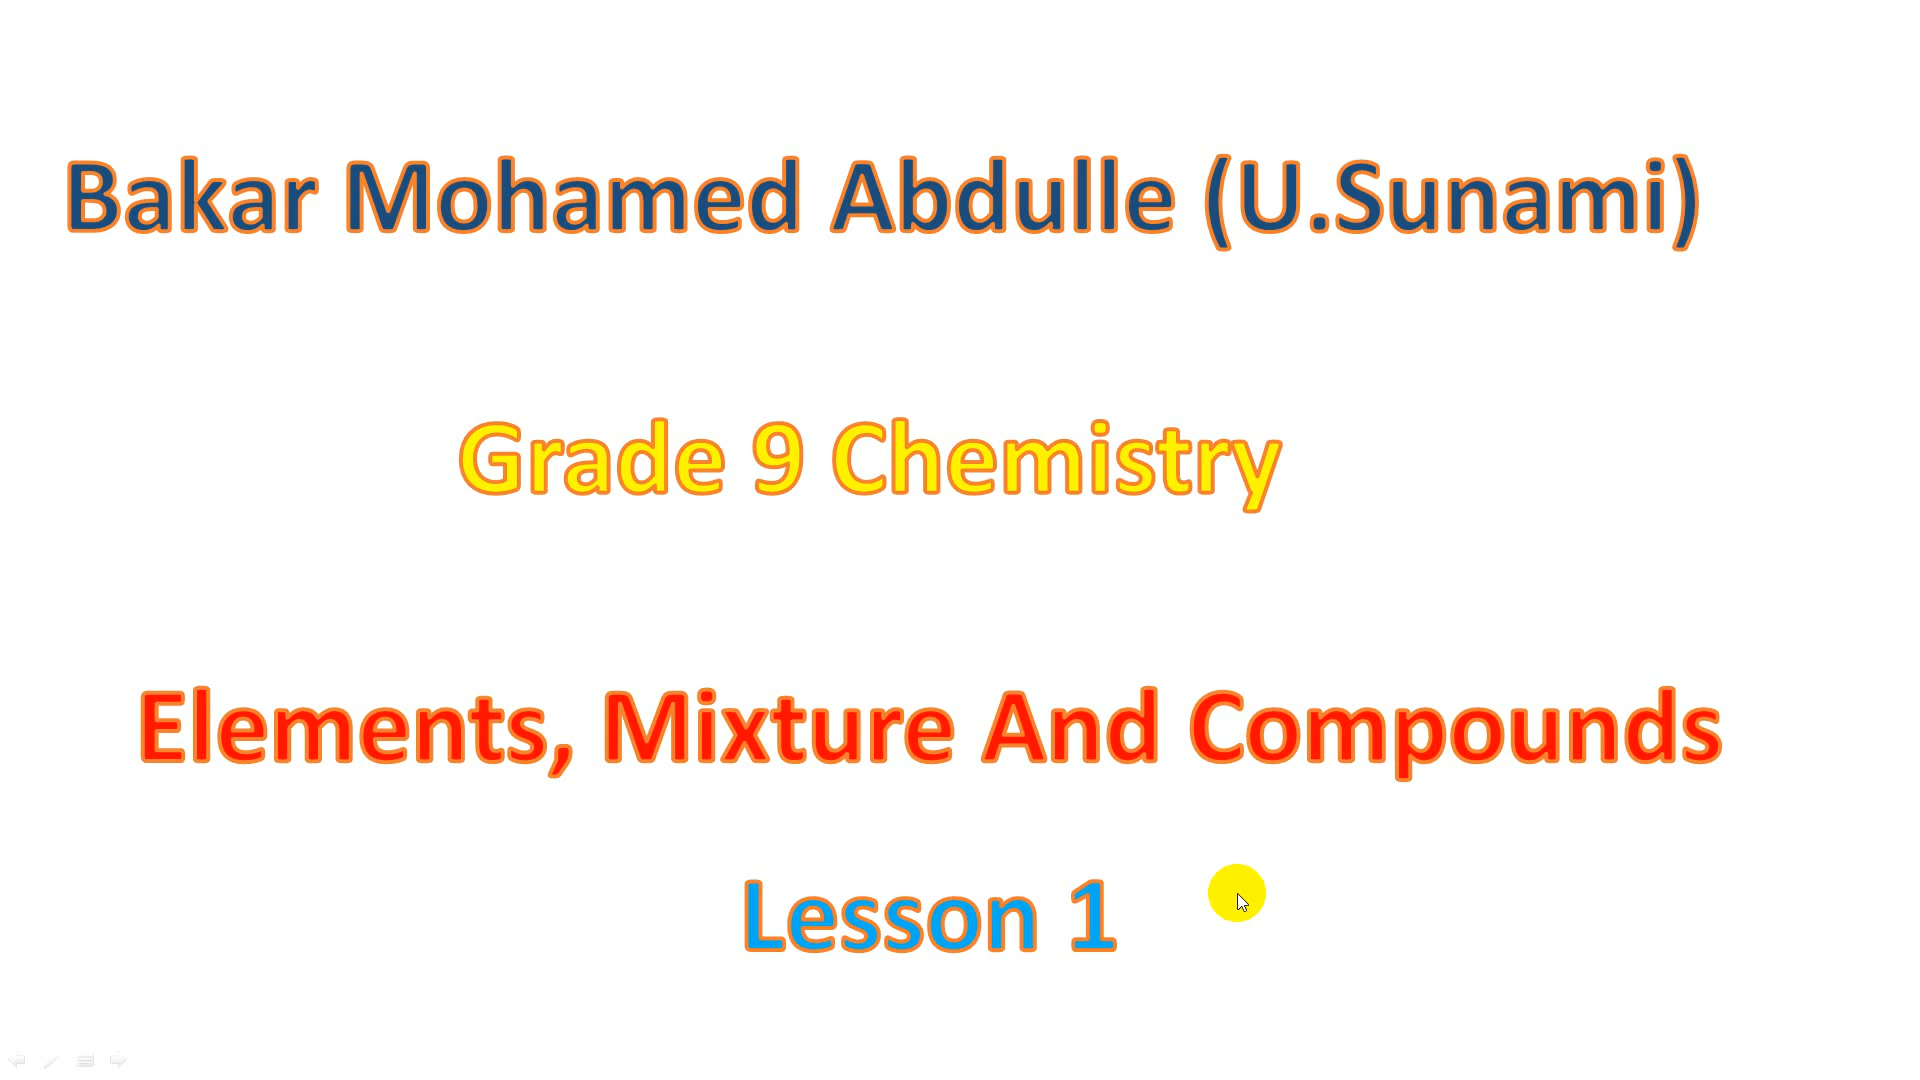 Bakar Mohamed Abdulle (U.Sunami)
Grade 9 Chemistry
Elements, Mixture And Compounds
Lesson 1